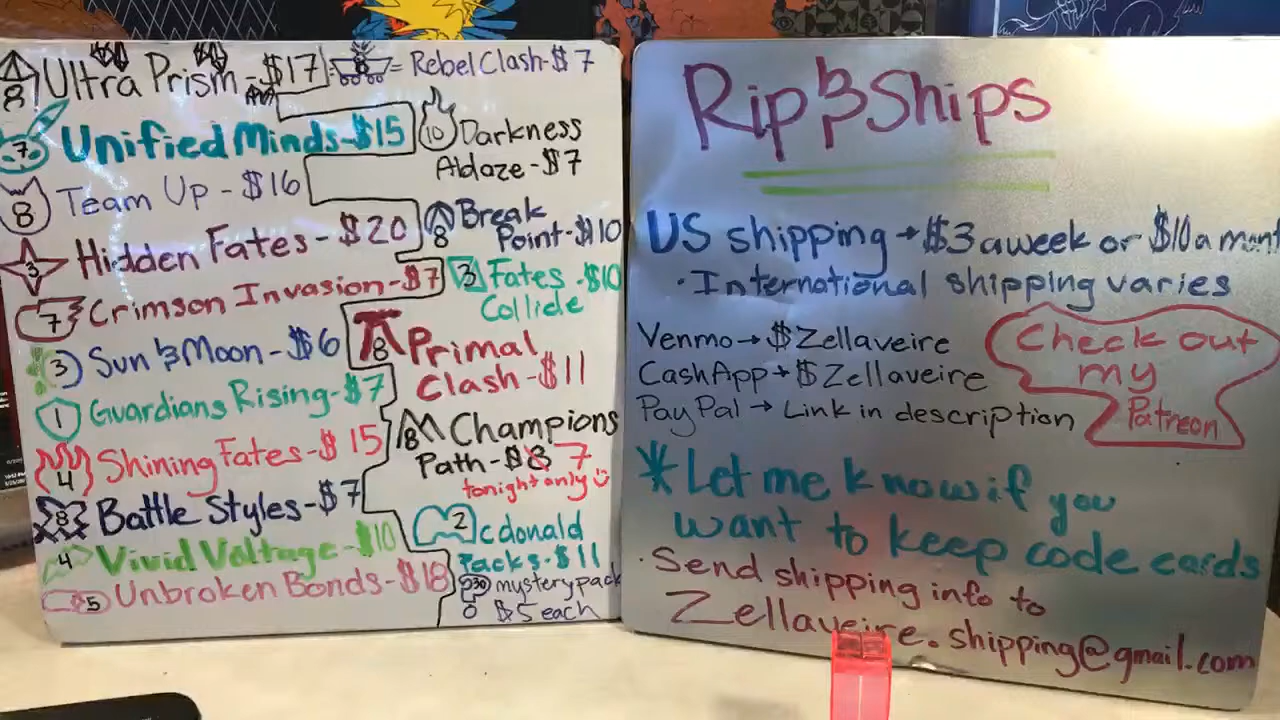 8 Ultra Prism - $17
7 Unified Minds - $15
8 Team Up - $16
3 Hidden Fates - $20
7 Crimson Invasion - $7
3 Sun & Moon - $6
1 Guardians Rising - $7
4 Shining Fates - $15
8 Battle Styles - $7
4 Vivid Voltage - $10
5 Unbroken Bonds - $18
8 = Rebel Clash - $7
10 Darkness
Ablaze - $7
8 Break
Point - $10
3 Fates - $10
Collide
8 Primal
Clash - $11
8 Champions
Path - $8 7
tonight only
2 cdonald
Packs - $11
30 mystery pack
$5 each
Rip & Ships
US shipping → $3 a week or $10 a mont
· International shipping varies
Venmo → $Zellaveire
CashApp → $Zellaveire
PayPal → Link in description
Check out
my
Patreon
* Let me know if you
want to keep code cards
· Send shipping info to
Zellaveire.shipping@gmail.com